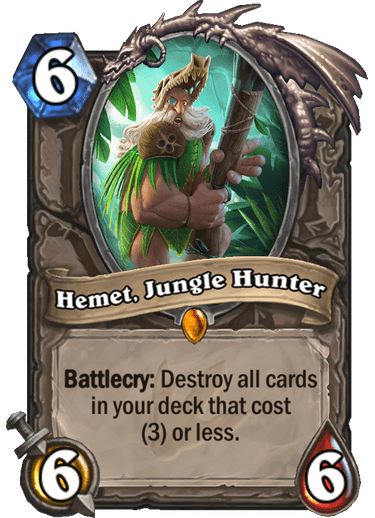 6
Hemet, Jungle Hunter
Battlecry: Destroy all cards
in your deck that cost
(3) or less.
6
6